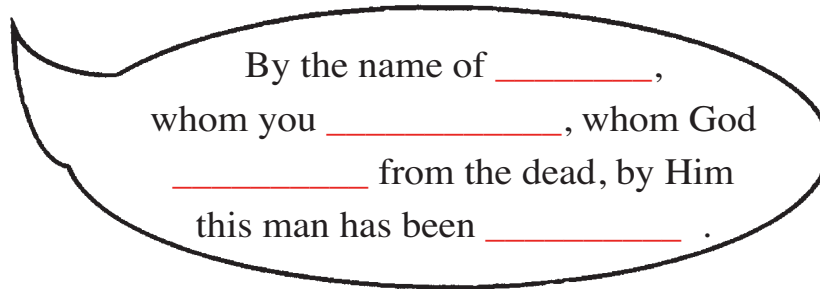 By the name of ________,
whom you ____________, whom God
__________ from the dead, by Him
this man has been __________ .